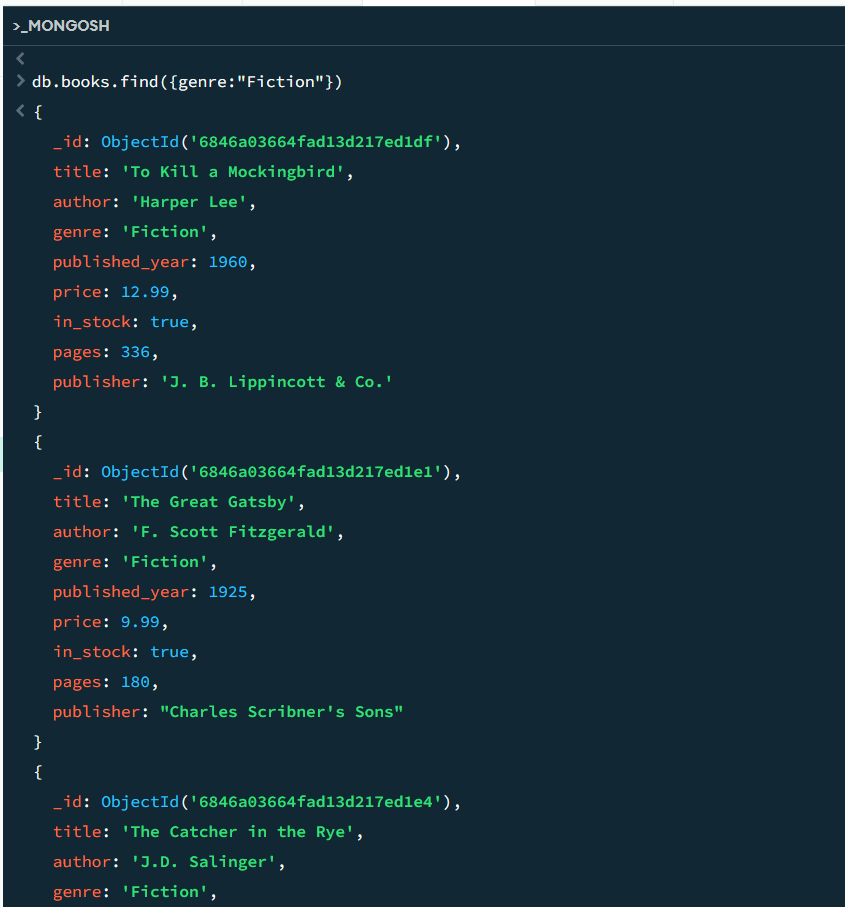 >_MONGOSH
<
> db.books.find({genre:"Fiction"})
< {
_id: ObjectId('6846a03664fad13d217ed1df'),
title: 'To Kill a Mockingbird',
author: 'Harper Lee',
genre: 'Fiction',
published_year: 1960,
price: 12.99,
in_stock: true,
pages: 336,
publisher: 'J. B. Lippincott & Co.'
}
{
_id: ObjectId('6846a03664fad13d217ed1e1'),
title: 'The Great Gatsby',
author: 'F. Scott Fitzgerald',
genre: 'Fiction',
published_year: 1925,
price: 9.99,
in_stock: true,
pages: 180,
publisher: "Charles Scribner's Sons"
}
{
_id: ObjectId('6846a03664fad13d217ed1e4'),
title: 'The Catcher in the Rye',
author: 'J.D. Salinger',
genre: 'Fiction',